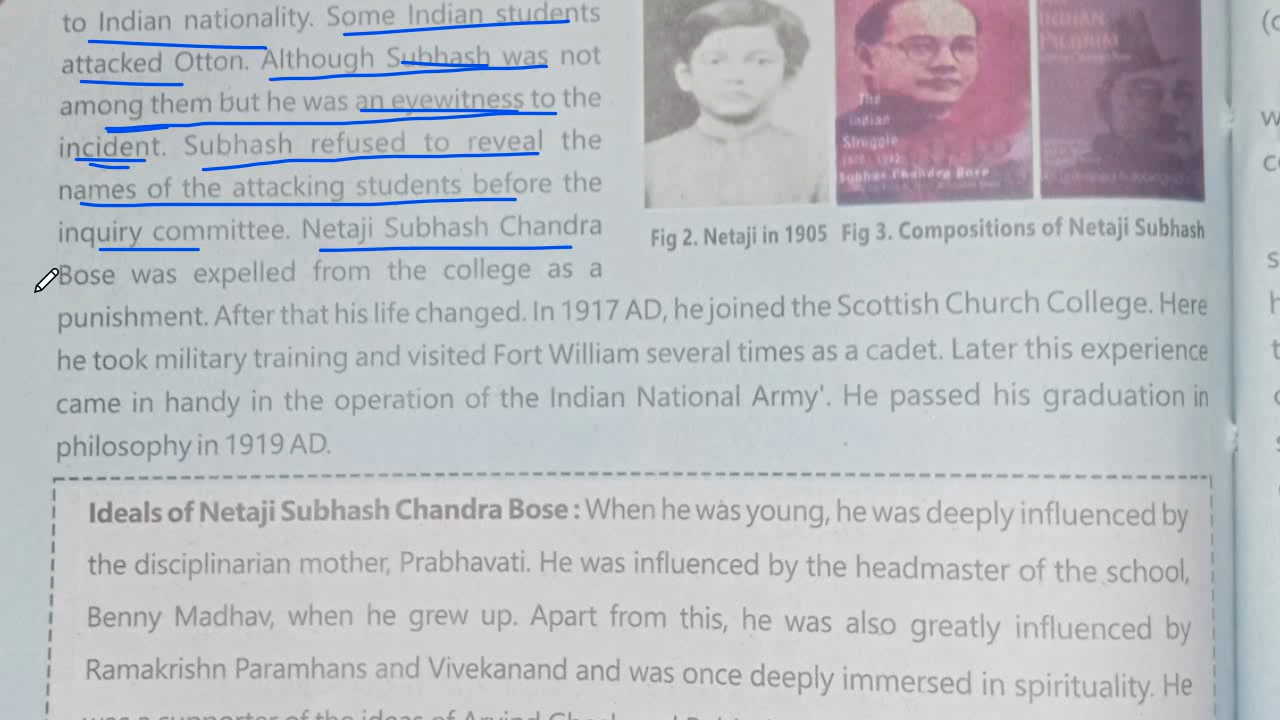 to Indian nationality. Some Indian students
attacked Otton. Although Subhash was not
among them but he was an eyewitness to the
incident. Subhash refused to reveal the
names of the attacking students before the
inquiry committee. Netaji Subhash Chandra
Bose was expelled from the college as a
punishment. After that his life changed. In 1917 AD, he joined the Scottish Church College. Here
he took military training and visited Fort William several times as a cadet. Later this experience
came in handy in the operation of the Indian National Army'. He passed his graduation in
philosophy in 1919 AD.
The
Indian
Struggle
Subhas Chandra Bose
INDIAN
PILGRIM
Fig 2. Netaji in 1905
Fig 3. Compositions of Netaji Subhash
Ideals of Netaji Subhash Chandra Bose : When he was young, he was deeply influenced by
the disciplinarian mother, Prabhavati. He was influenced by the headmaster of the school,
Benny Madhav, when he grew up. Apart from this, he was also greatly influenced by
Ramakrishn Paramhans and Vivekanand and was once deeply immersed in spirituality. He